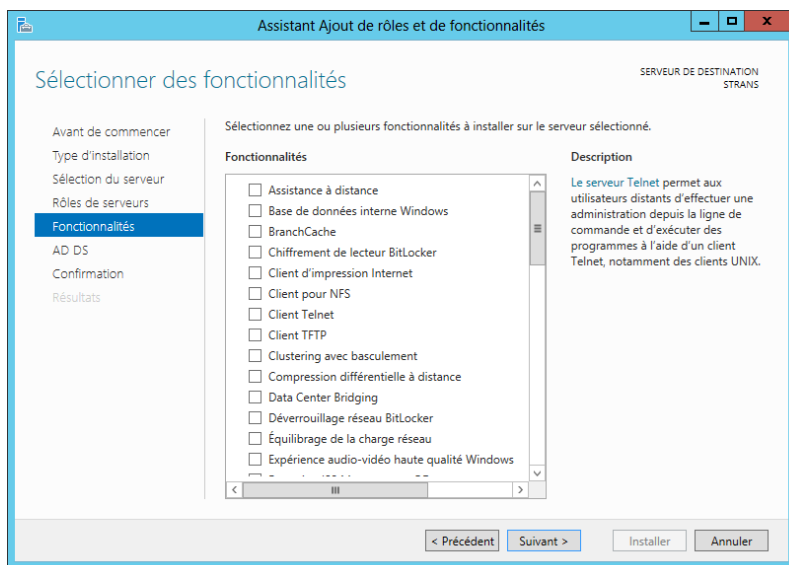 Assistant Ajout de rôles et de fonctionnalités
Sélectionner des fonctionnalités
SERVEUR DE DESTINATION
STRANS
Avant de commencer
Type d'installation
Sélection du serveur
Rôles de serveurs
Fonctionnalités
AD DS
Confirmation
Résultats
Sélectionnez une ou plusieurs fonctionnalités à installer sur le serveur sélectionné.
Fonctionnalités
Assistance à distance
Base de données interne Windows
BranchCache
Chiffrement de lecteur BitLocker
Client d'impression Internet
Client pour NFS
Client Telnet
Client TFTP
Clustering avec basculement
Compression différentielle à distance
Data Center Bridging
Déverrouillage réseau BitLocker
Équilibrage de la charge réseau
Expérience audio-vidéo haute qualité Windows
Description
Le serveur Telnet permet aux
utilisateurs distants d'effectuer une
administration depuis la ligne de
commande et d'exécuter des
programmes à l'aide d'un client
Telnet, notamment des clients UNIX.
< Précédent
Suivant >
Installer
Annuler